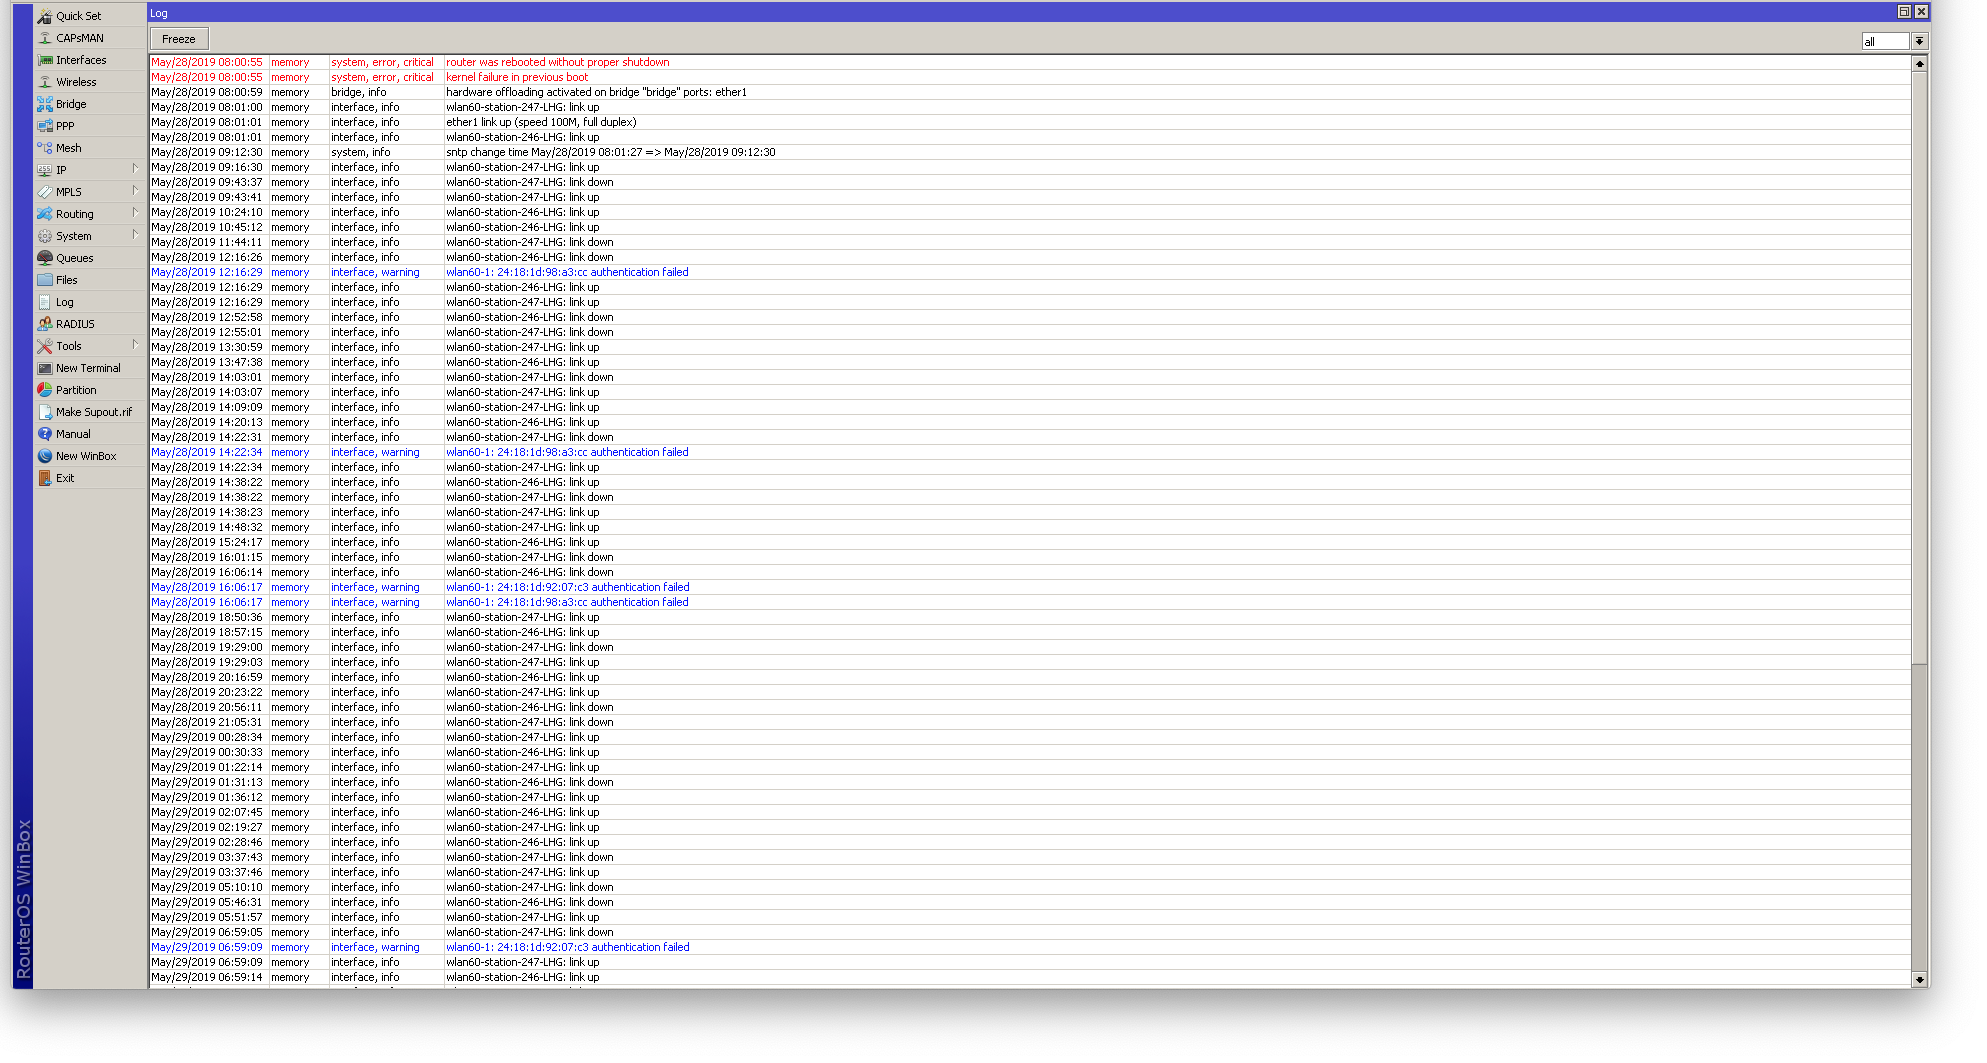 Log
Freeze
all
Quick Set
CAPsMAN
Interfaces
Wireless
Bridge
PPP
Mesh
IP
MPLS
Routing
System
Queues
Files
Log
RADIUS
Tools
New Terminal
Partition
Make Supout.rif
Manual
New WinBox
Exit
RouterOS WinBox
May/28/2019 08:00:55 memory system, error, critical router was rebooted without proper shutdown
May/28/2019 08:00:55 memory system, error, critical kernel failure in previous boot
May/28/2019 08:00:59 memory bridge, info hardware offloading activated on bridge "bridge" ports: ether1
May/28/2019 08:01:00 memory interface, info wlan60-station-247-LHG: link up
May/28/2019 08:01:01 memory interface, info ether1 link up (speed 100M, full duplex)
May/28/2019 08:01:01 memory interface, info wlan60-station-246-LHG: link up
May/28/2019 09:12:30 memory system, info sntp change time May/28/2019 08:01:27 => May/28/2019 09:12:30
May/28/2019 09:16:30 memory interface, info wlan60-station-247-LHG: link up
May/28/2019 09:43:37 memory interface, info wlan60-station-247-LHG: link down
May/28/2019 09:43:41 memory interface, info wlan60-station-247-LHG: link up
May/28/2019 10:24:10 memory interface, info wlan60-station-247-LHG: link up
May/28/2019 10:45:12 memory interface, info wlan60-station-246-LHG: link up
May/28/2019 11:44:11 memory interface, info wlan60-station-247-LHG: link down
May/28/2019 12:16:26 memory interface, info wlan60-station-246-LHG: link down
May/28/2019 12:16:29 memory interface, warning wlan60-1: 24:18:1d:98:a3:cc authentication failed
May/28/2019 12:16:29 memory interface, info wlan60-station-246-LHG: link up
May/28/2019 12:16:29 memory interface, info wlan60-station-247-LHG: link up
May/28/2019 12:52:58 memory interface, info wlan60-station-247-LHG: link down
May/28/2019 12:55:01 memory interface, info wlan60-station-246-LHG: link down
May/28/2019 13:30:59 memory interface, info wlan60-station-247-LHG: link up
May/28/2019 13:47:38 memory interface, info wlan60-station-246-LHG: link up
May/28/2019 14:03:01 memory interface, info wlan60-station-247-LHG: link down
May/28/2019 14:03:07 memory interface, info wlan60-station-247-LHG: link up
May/28/2019 14:09:09 memory interface, info wlan60-station-246-LHG: link up
May/28/2019 14:20:13 memory interface, info wlan60-station-247-LHG: link up
May/28/2019 14:22:31 memory interface, info wlan60-station-247-LHG: link down
May/28/2019 14:22:34 memory interface, warning wlan60-1: 24:18:1d:98:a3:cc authentication failed
May/28/2019 14:22:34 memory interface, info wlan60-station-247-LHG: link up
May/28/2019 14:38:22 memory interface, info wlan60-station-246-LHG: link up
May/28/2019 14:38:22 memory interface, info wlan60-station-246-LHG: link down
May/28/2019 14:38:23 memory interface, info wlan60-station-246-LHG: link up
May/28/2019 14:48:32 memory interface, info wlan60-station-247-LHG: link up
May/28/2019 15:24:17 memory interface, info wlan60-station-246-LHG: link up
May/28/2019 16:01:15 memory interface, info wlan60-station-247-LHG: link down
May/28/2019 16:06:14 memory interface, info wlan60-station-246-LHG: link down
May/28/2019 16:06:17 memory interface, warning wlan60-1: 24:18:1d:92:07:c3 authentication failed
May/28/2019 16:06:17 memory interface, warning wlan60-1: 24:18:1d:98:a3:cc authentication failed
May/28/2019 18:50:36 memory interface, info wlan60-station-247-LHG: link up
May/28/2019 18:57:15 memory interface, info wlan60-station-246-LHG: link up
May/28/2019 19:29:00 memory interface, info wlan60-station-247-LHG: link down
May/28/2019 19:29:03 memory interface, info wlan60-station-247-LHG: link up
May/28/2019 20:16:59 memory interface, info wlan60-station-246-LHG: link up
May/28/2019 20:23:22 memory interface, info wlan60-station-247-LHG: link up
May/28/2019 20:56:11 memory interface, info wlan60-station-246-LHG: link down
May/28/2019 21:05:31 memory interface, info wlan60-station-247-LHG: link down
May/29/2019 00:28:34 memory interface, info wlan60-station-247-LHG: link up
May/29/2019 00:30:33 memory interface, info wlan60-station-246-LHG: link up
May/29/2019 01:22:14 memory interface, info wlan60-station-247-LHG: link up
May/29/2019 01:31:13 memory interface, info wlan60-station-246-LHG: link down
May/29/2019 01:36:12 memory interface, info wlan60-station-247-LHG: link up
May/29/2019 02:07:45 memory interface, info wlan60-station-246-LHG: link up
May/29/2019 02:19:27 memory interface, info wlan60-station-247-LHG: link up
May/29/2019 02:28:46 memory interface, info wlan60-station-246-LHG: link up
May/29/2019 03:37:43 memory interface, info wlan60-station-247-LHG: link down
May/29/2019 03:37:46 memory interface, info wlan60-station-247-LHG: link up
May/29/2019 05:10:10 memory interface, info wlan60-station-247-LHG: link down
May/29/2019 05:46:31 memory interface, info wlan60-station-246-LHG: link down
May/29/2019 05:51:57 memory interface, info wlan60-station-247-LHG: link up
May/29/2019 06:59:05 memory interface, info wlan60-station-247-LHG: link down
May/29/2019 06:59:09 memory interface, warning wlan60-1: 24:18:1d:92:07:c3 authentication failed
May/29/2019 06:59:09 memory interface, info wlan60-station-247-LHG: link up
May/29/2019 06:59:14 memory interface, info wlan60-station-246-LHG: link up